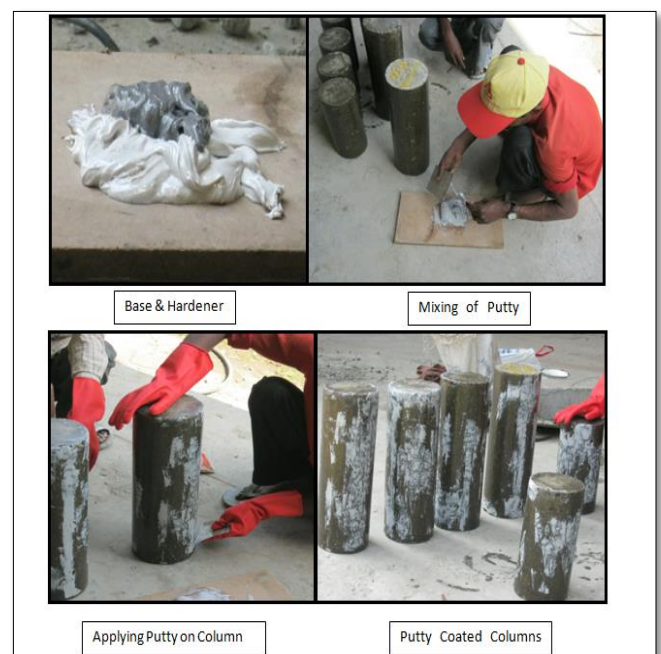 Base & Hardener
Mixing of Putty
Applying Putty on Column
Putty Coated Columns